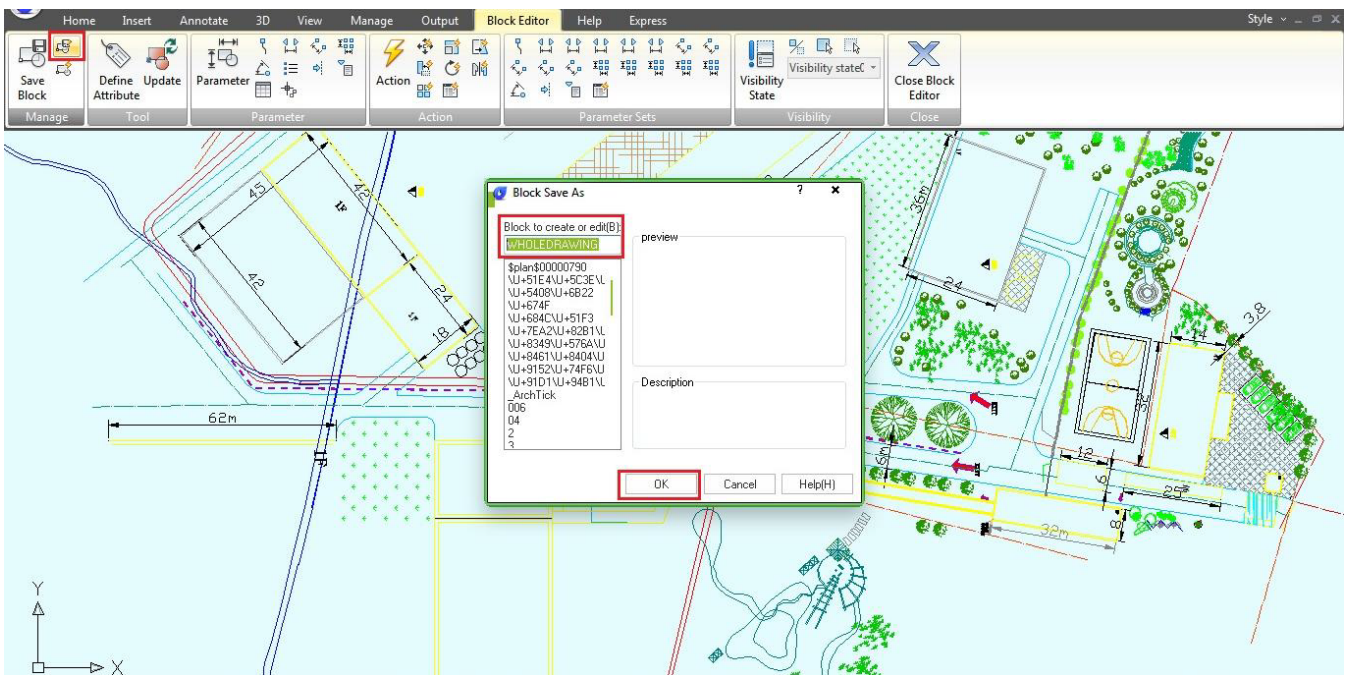 Home Insert Annotate 3D View Manage Output Block Editor Help Express Style
Save Block
Define Attribute
Update
Parameter
Action
Visibility stateC
Visibility State
Close Block Editor
Manage Tool Parameter Action Parameter Sets Visibility Close
Block Save As ? x
Block to create or edit(B):
WHOLEDRAWING
preview
$plan$00000790
\U+51E4\U+5C3E\L
\U+5408\U+6B22
\U+674F
\U+684C\U+51F3
\U+7EA2\U+82B1\L
\U+8349\U+576A\U
\U+8461\U+8404\U
\U+9152\U+74F6\U
\U+91D1\U+94B1\L
_ArchTick
006
04
2
3
Description
OK Cancel Help(H)
45
42
42
24
18
62m
36m
24
3,8
14
32
12
6
6m
25
32m
8
Y
X